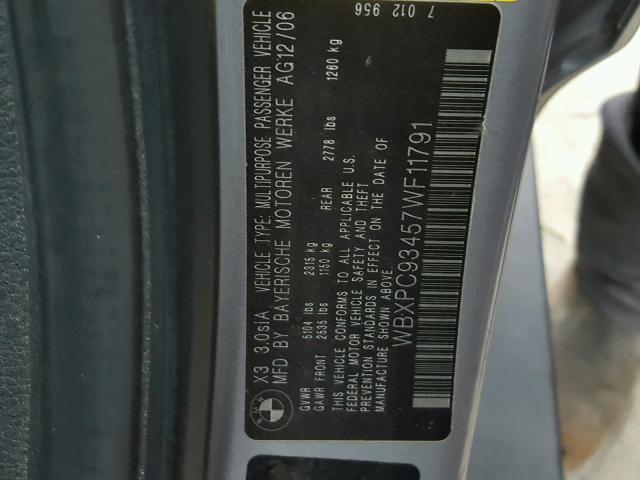 X3 3.0siA VEHICLE TYPE: MULTIPURPOSE PASSENGER VEHICLE
MFD BY BAYERISCHE MOTOREN WERKE AG12/06
GVWR 5104 lbs 2315 kg
GAWR FRONT 2535 lbs 1150 kg REAR 2778 lbs 1260 kg
THIS VEHICLE CONFORMS TO ALL APPLICABLE U.S.
FEDERAL MOTOR VEHICLE SAFETY AND THEFT
PREVENTION STANDARDS IN EFFECT ON THE DATE OF
MANUFACTURE SHOWN ABOVE.
WBXPC93457WF11791
7 012 956
BMW